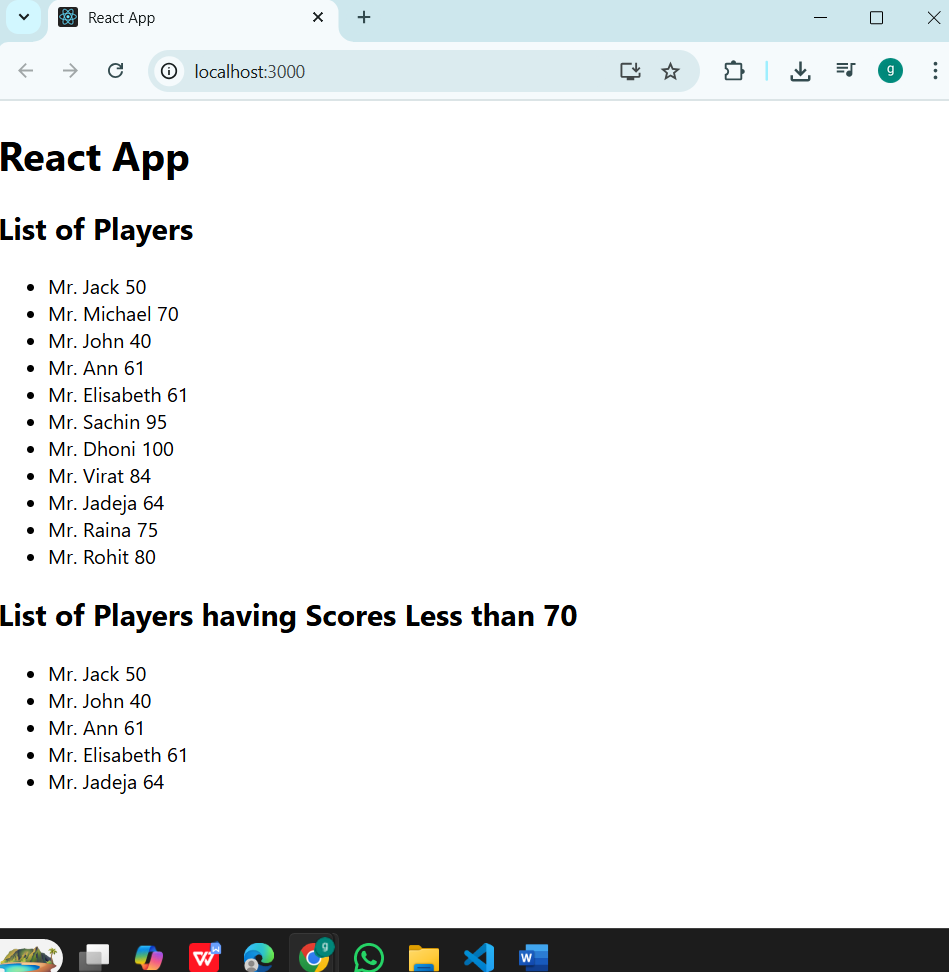 React App
localhost:3000
g
React App
List of Players
Mr. Jack 50
Mr. Michael 70
Mr. John 40
Mr. Ann 61
Mr. Elisabeth 61
Mr. Sachin 95
Mr. Dhoni 100
Mr. Virat 84
Mr. Jadeja 64
Mr. Raina 75
Mr. Rohit 80
List of Players having Scores Less than 70
Mr. Jack 50
Mr. John 40
Mr. Ann 61
Mr. Elisabeth 61
Mr. Jadeja 64
W W g W